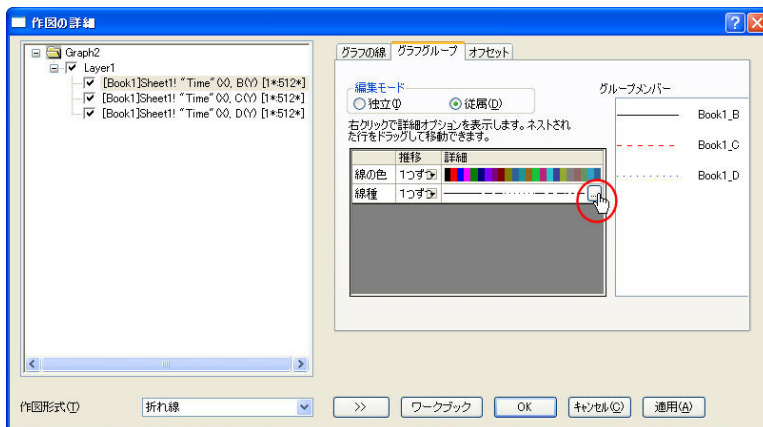 作図の詳細
Graph2
Layer1
[Book1]Sheet1! "Time"(X), B(Y) [1*:512*]
[Book1]Sheet1! "Time"(X), C(Y) [1*:512*]
[Book1]Sheet1! "Time"(X), D(Y) [1*:512*]
グラフの線 グラフグループ オフセット
編集モード
独立(I) 従属(D)
右クリックで詳細オプションを表示します。ネストされ
た行をドラッグして移動できます。
推移 詳細
線の色 1つずつ
線種 1つずつ ...
グループメンバー
Book1_B
Book1_C
Book1_D
作図形式(T) 折れ線 >> ワークブック OK キャンセル(C) 適用(A)